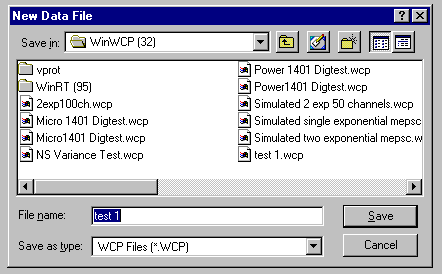 New Data File
Save in: WinWCP (32)
vprot
WinRT (95)
2exp100ch.wcp
Micro 1401 Digtest.wcp
Micro1401 Digtest.wcp
NS Variance Test.wcp
Power 1401 Digtest.wcp
Power1401 Digtest.wcp
Simulated 2 exp 50 channels.wcp
Simulated single exponential mepsc.wcp
Simulated two exponential mepsc.w
test 1.wcp
File name: test 1 Save
Save as type: WCP Files (*.WCP) Cancel